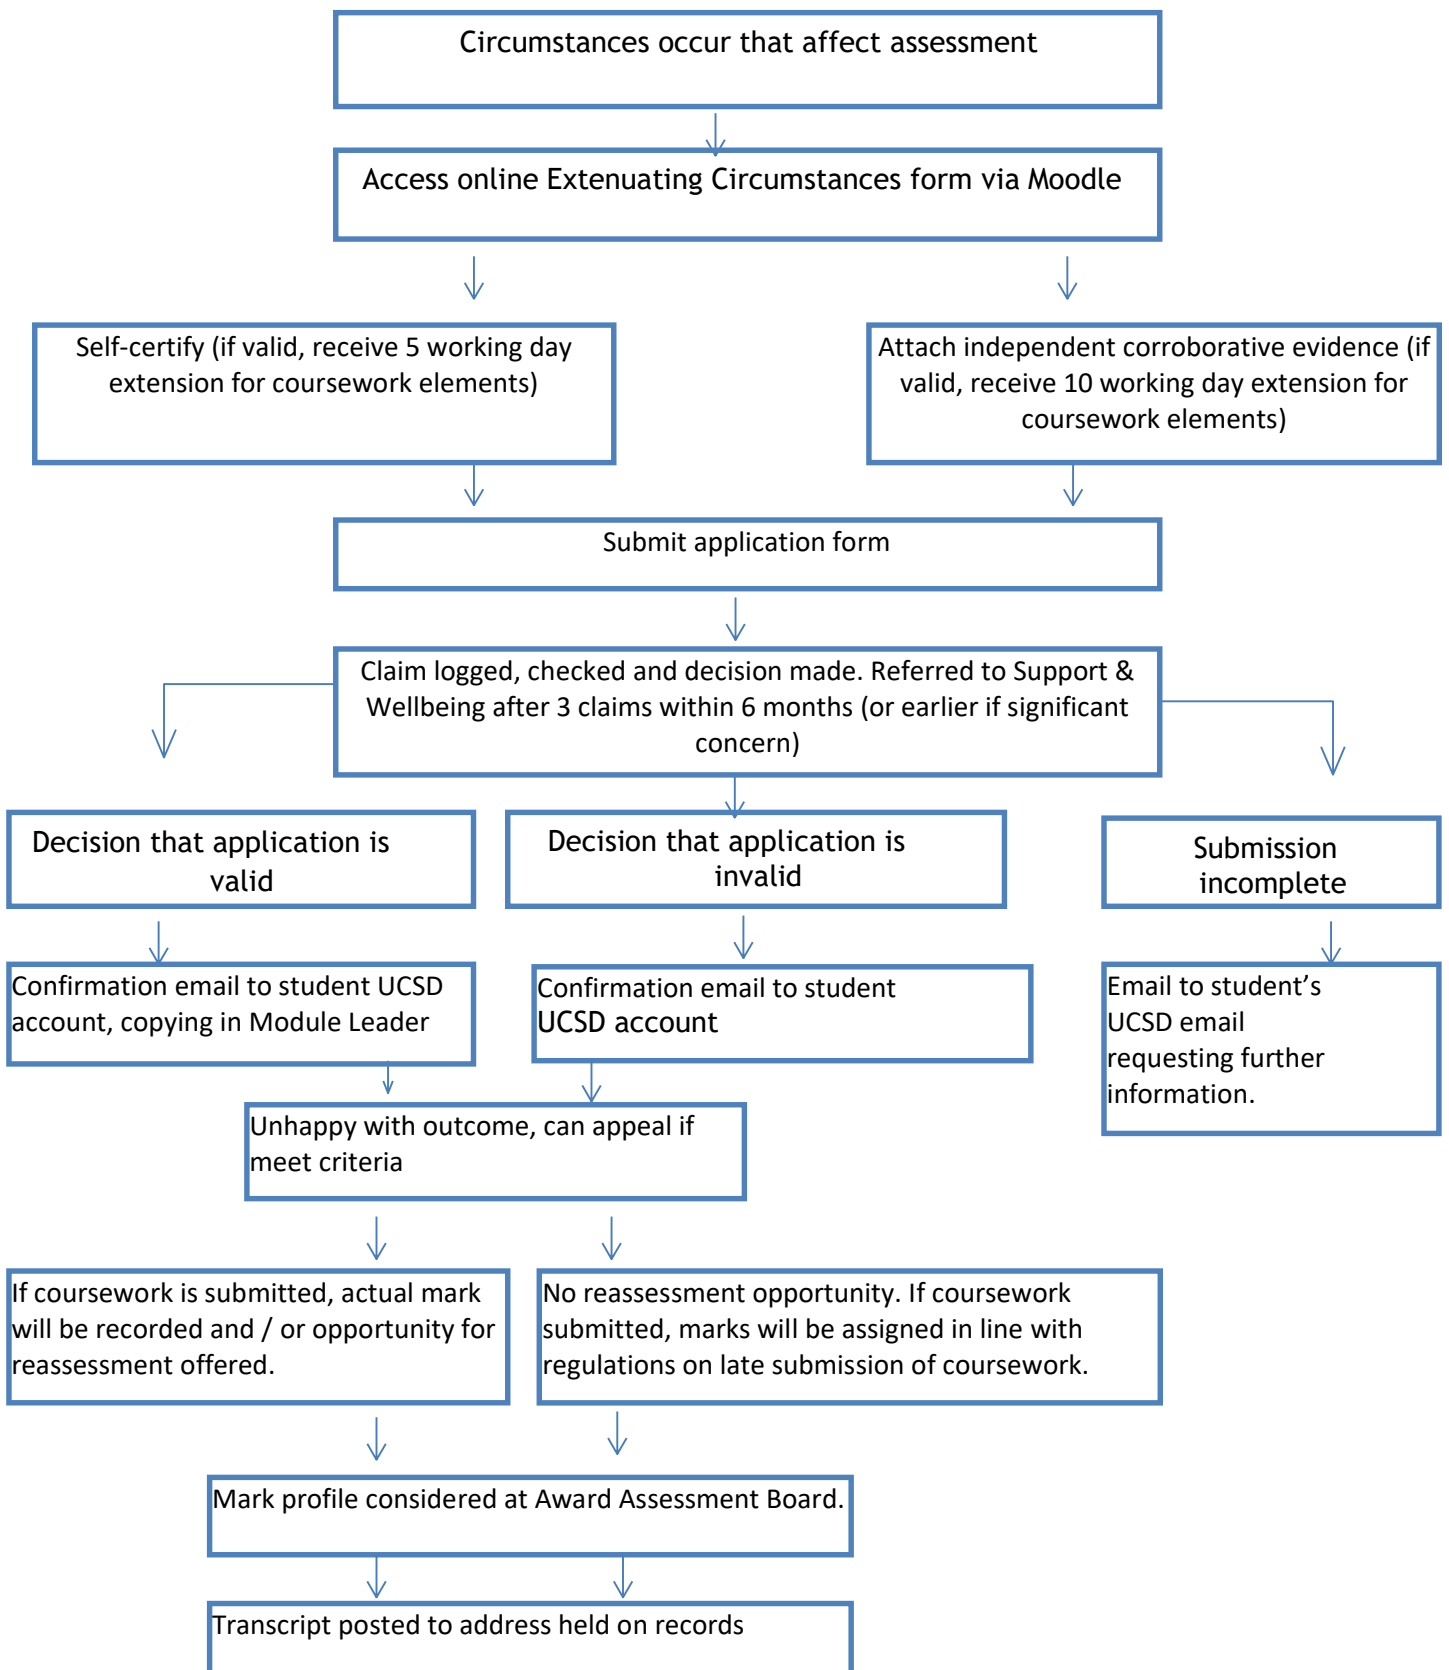 Circumstances occur that affect assessment
Access online Extenuating Circumstances form via Moodle
Self-certify (if valid, receive 5 working day
extension for coursework elements)
Attach independent corroborative evidence (if
valid, receive 10 working day extension for
coursework elements)
Submit application form
Claim logged, checked and decision made. Referred to Support &
Wellbeing after 3 claims within 6 months (or earlier if significant
concern)
Decision that application is
valid
Decision that application is
invalid
Submission
incomplete
Confirmation email to student UCSD
account, copying in Module Leader
Confirmation email to student
UCSD account
Email to student’s
UCSD email
requesting further
information.
Unhappy with outcome, can appeal if
meet criteria
If coursework is submitted, actual mark
will be recorded and / or opportunity for
reassessment offered.
No reassessment opportunity. If coursework
submitted, marks will be assigned in line with
regulations on late submission of coursework.
Mark profile considered at Award Assessment Board.
Transcript posted to address held on records